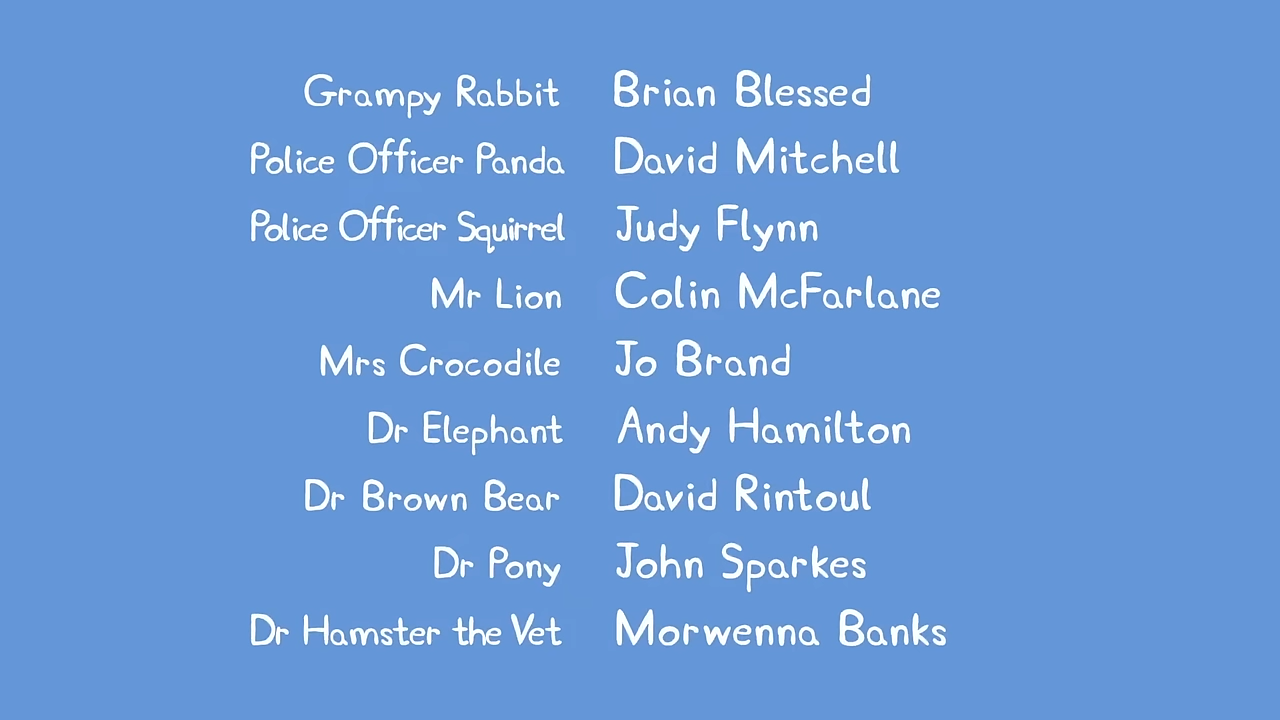 Grampy Rabbit Brian Blessed
Police Officer Panda David Mitchell
Police Officer Squirrel Judy Flynn
Mr Lion Colin McFarlane
Mrs Crocodile Jo Brand
Dr Elephant Andy Hamilton
Dr Brown Bear David Rintoul
Dr Pony John Sparkes
Dr Hamster the Vet Morwenna Banks